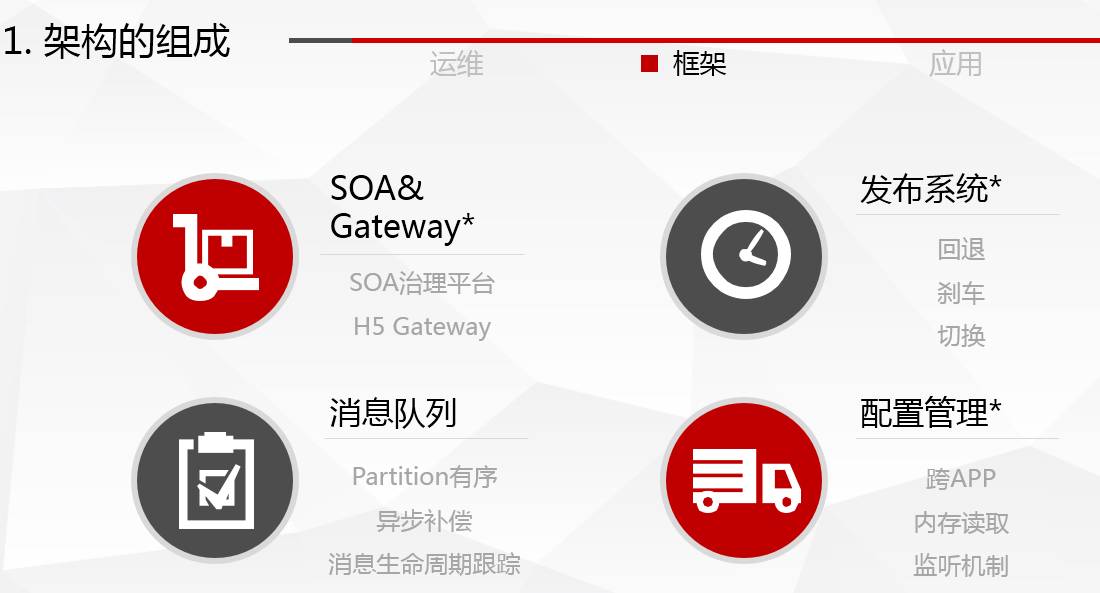 1. 架构的组成
运维
框架
应用
SOA&
Gateway*
SOA治理平台
H5 Gateway
发布系统*
回退
刹车
切换
消息队列
Partition有序
异步补偿
消息生命周期跟踪
配置管理*
跨APP
内存读取
监听机制